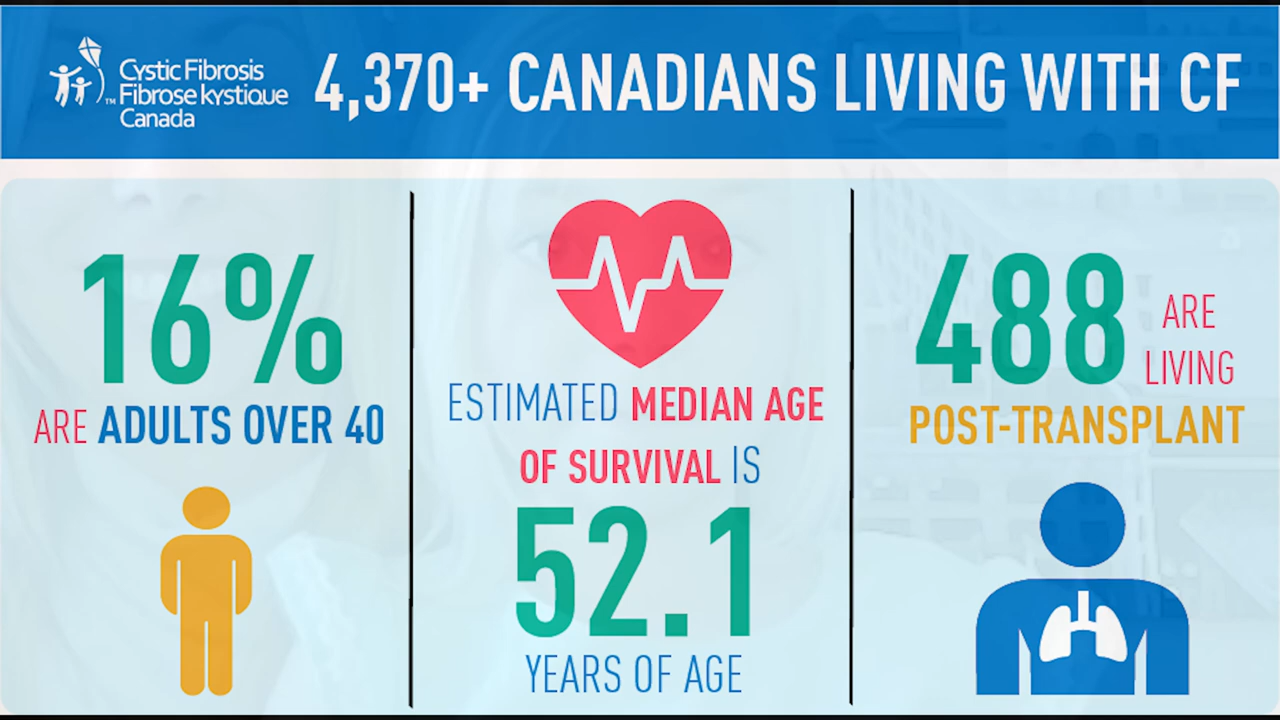 Cystic Fibrosis
Fibrose kystique
Canada
™
4,370+ CANADIANS LIVING WITH CF
16%
ARE ADULTS OVER 40
ESTIMATED MEDIAN AGE
OF SURVIVAL IS
52.1
YEARS OF AGE
488 ARE
LIVING
POST-TRANSPLANT